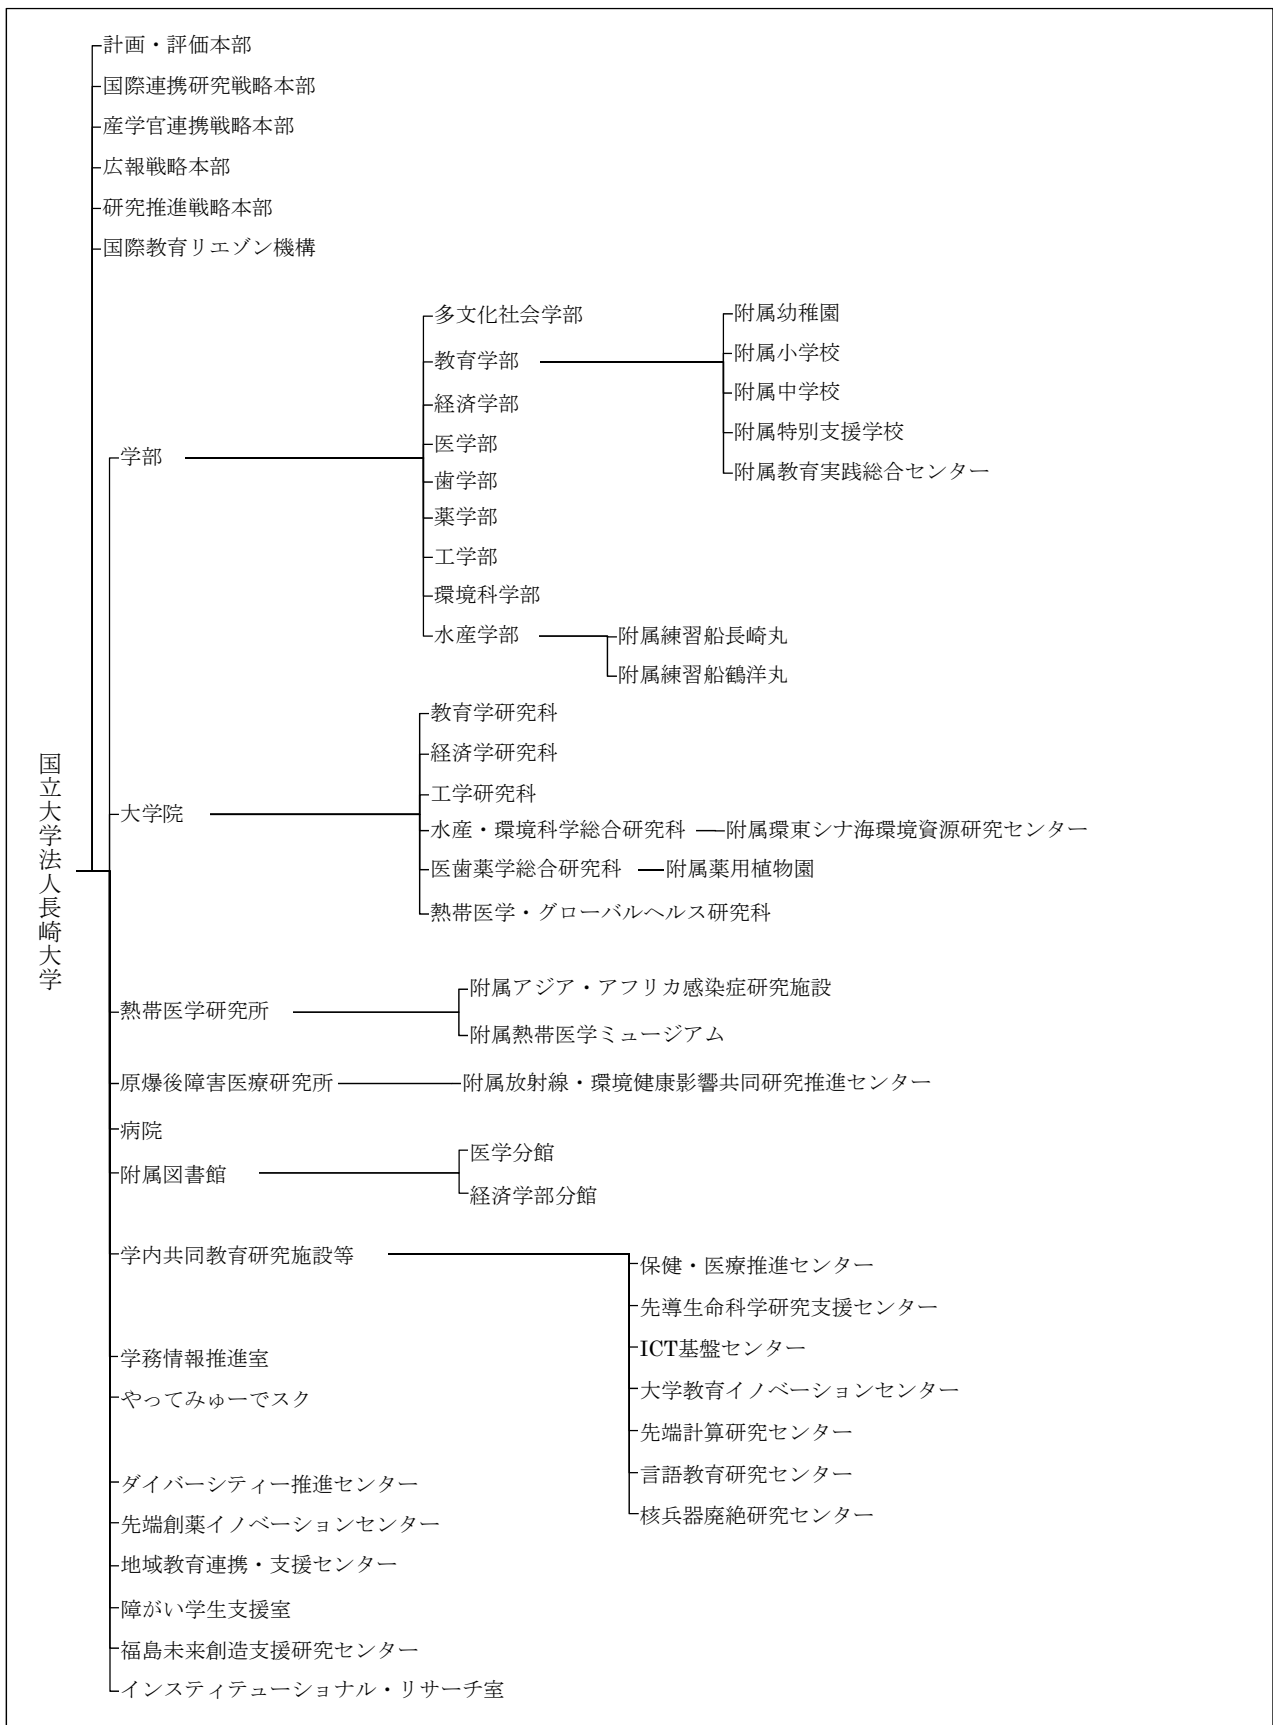 計画・評価本部
国際連携研究戦略本部
産学官連携戦略本部
広報戦略本部
研究推進戦略本部
国際教育リエゾン機構
国立大学法人長崎大学
学部
多文化社会学部
教育学部
附属幼稚園
附属小学校
附属中学校
附属特別支援学校
附属教育実践総合センター
経済学部
医学部
歯学部
薬学部
工学部
環境科学部
水産学部
附属練習船長崎丸
附属練習船鶴洋丸
大学院
教育学研究科
経済学研究科
工学研究科
水産・環境科学総合研究科
附属環東シナ海環境資源研究センター
医歯薬学総合研究科
附属薬用植物園
熱帯医学・グローバルヘルス研究科
熱帯医学研究所
附属アジア・アフリカ感染症研究施設
附属熱帯医学ミュージアム
原爆後障害医療研究所
附属放射線・環境健康影響共同研究推進センター
病院
附属図書館
医学分館
経済学部分館
学内共同教育研究施設等
保健・医療推進センター
先導生命科学研究支援センター
ICT基盤センター
大学教育イノベーションセンター
先端計算研究センター
言語教育研究センター
核兵器廃絶研究センター
学務情報推進室
やってみゅーでスク
ダイバーシティー推進センター
先端創薬イノベーションセンター
地域教育連携・支援センター
障がい学生支援室
福島未来創造支援研究センター
インスティテューショナル・リサーチ室